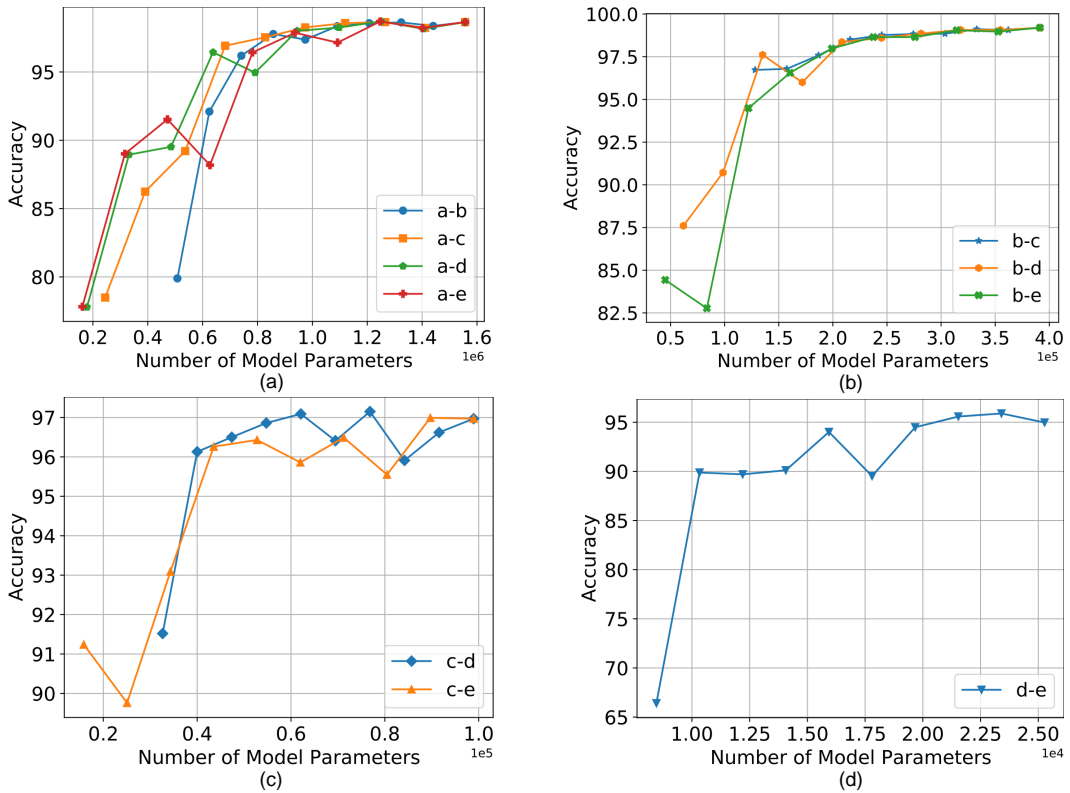 95
90
85
80
Accuracy
a-b
a-c
a-d
a-e
0.2 0.4 0.6 0.8 1.0 1.2 1.4 1.6
Number of Model Parameters 1e6
(a)
100.0
97.5
95.0
92.5
90.0
87.5
85.0
82.5
Accuracy
b-c
b-d
b-e
0.5 1.0 1.5 2.0 2.5 3.0 3.5 4.0
Number of Model Parameters 1e5
(b)
97
96
95
94
93
92
91
90
Accuracy
c-d
c-e
0.2 0.4 0.6 0.8 1.0
Number of Model Parameters 1e5
(c)
95
90
85
80
75
70
65
Accuracy
d-e
1.00 1.25 1.50 1.75 2.00 2.25 2.50
Number of Model Parameters 1e4
(d)